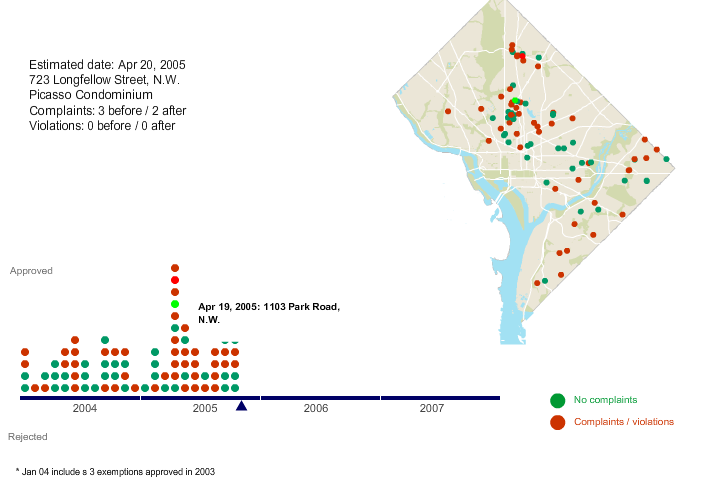 Estimated date: Apr 20, 2005
723 Longfellow Street, N.W.
Picasso Condominium
Complaints: 3 before / 2 after
Violations: 0 before / 0 after
Approved
Apr 19, 2005: 1103 Park Road,
N.W.
2004
2005
2006
2007
No complaints
Complaints / violations
Rejected
* Jan 04 include s 3 exemptions approved in 2003